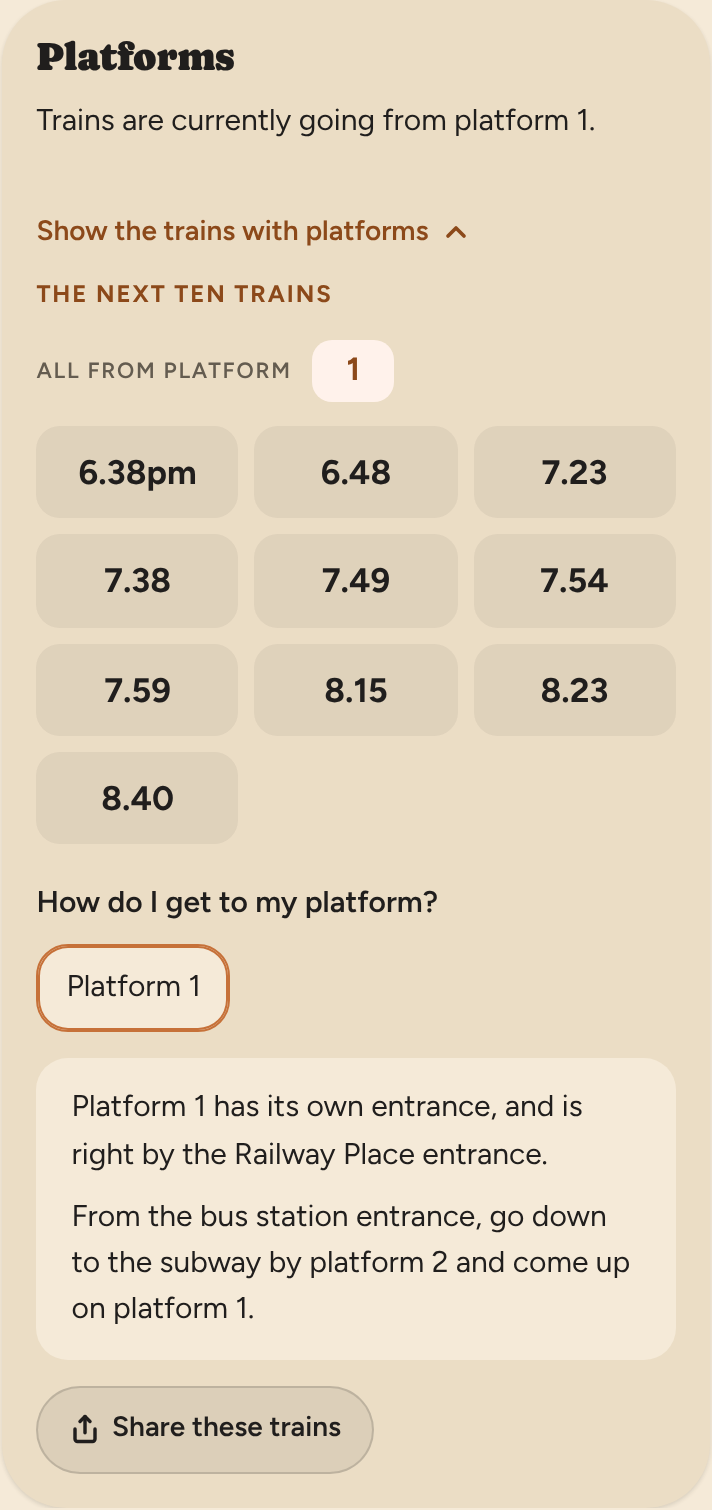 Platforms
Trains are currently going from platform 1.
Show the trains with platforms
THE NEXT TEN TRAINS
ALL FROM PLATFORM 1
6.38pm 6.48 7.23
7.38 7.49 7.54
7.59 8.15 8.23
8.40
How do I get to my platform?
Platform 1
Platform 1 has its own entrance, and is
right by the Railway Place entrance.
From the bus station entrance, go down
to the subway by platform 2 and come up
on platform 1.
Share these trains